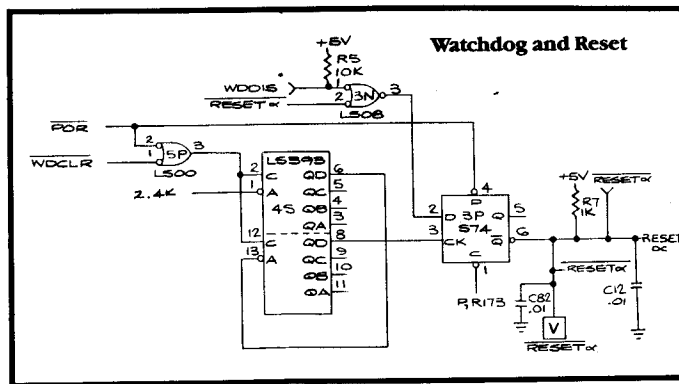 Watchdog and Reset
+5V
R5
10K
WDDIS
1
2
3N
3
LS08
RESET∝
POR
2
1
5P
3
LS00
WDCLR
2.4K
LS393
4S
2 C
1 A
QD 6
QC 5
QB 4
QA 3
12 C
13 A
QD 8
QC 9
QB 10
QA 11
4
P
2 D 3P Q 5
S74
3 CK Q 6
C
1
P,R173
+5V
R7
1K
RESET∝
RESET
∝
RESET∝
C82
.01
C12
.01
V
RESET∝